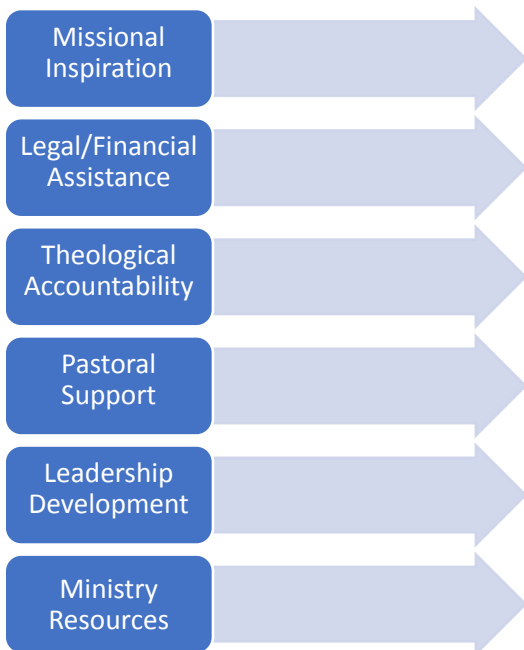 Missional
Inspiration
Legal/Financial
Assistance
Theological
Accountability
Pastoral
Support
Leadership
Development
Ministry
Resources